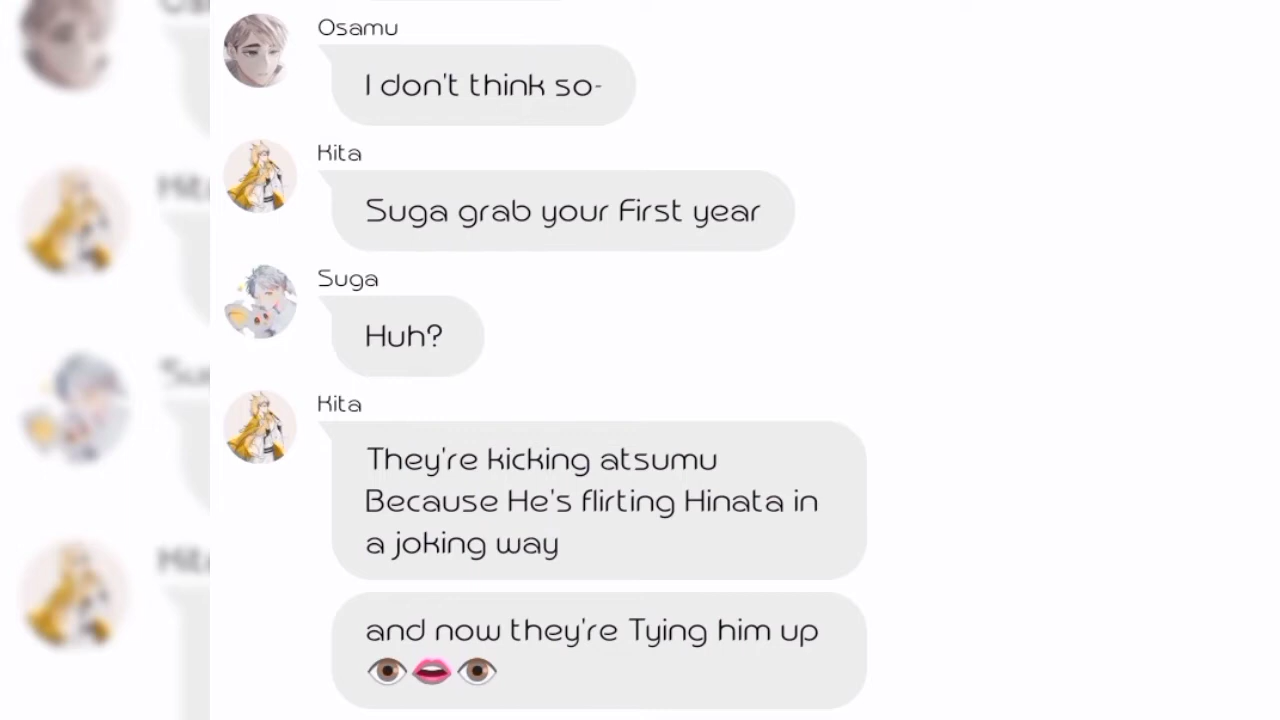 Osamu
I don't think so-
Kita
Suga grab your First year
Suga
Huh?
Kita
They're kicking atsumu
Because He's flirting Hinata in
a joking way
and now they're Tying him up
👁️👄👁️